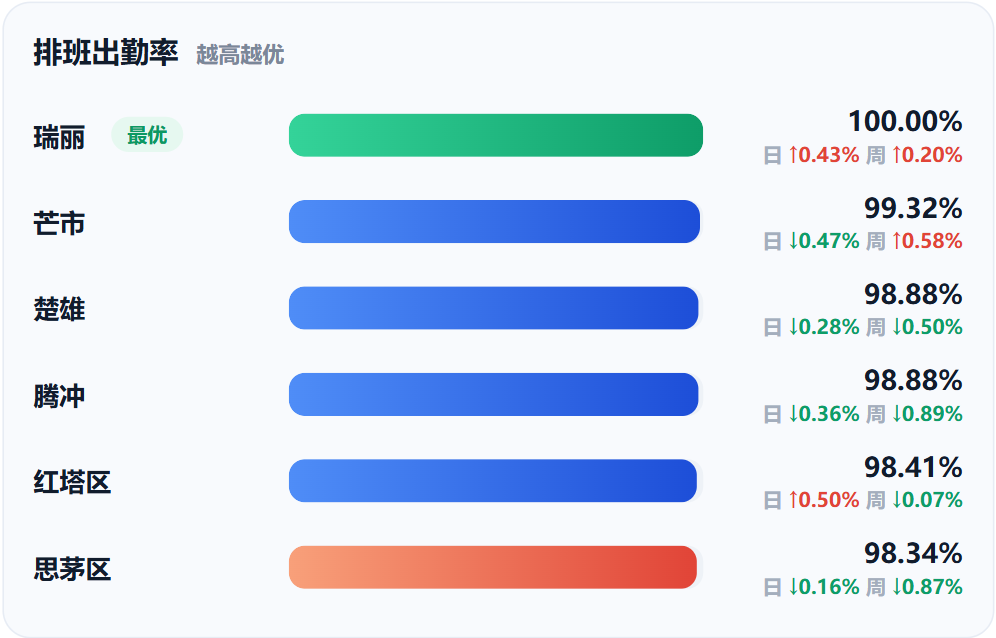 排班出勤率 越高越优
瑞丽 最优 100.00%
日 ↑0.43% 周 ↑0.20%
芒市 99.32%
日 ↓0.47% 周 ↑0.58%
楚雄 98.88%
日 ↓0.28% 周 ↓0.50%
腾冲 98.88%
日 ↓0.36% 周 ↓0.89%
红塔区 98.41%
日 ↑0.50% 周 ↓0.07%
思茅区 98.34%
日 ↓0.16% 周 ↓0.87%